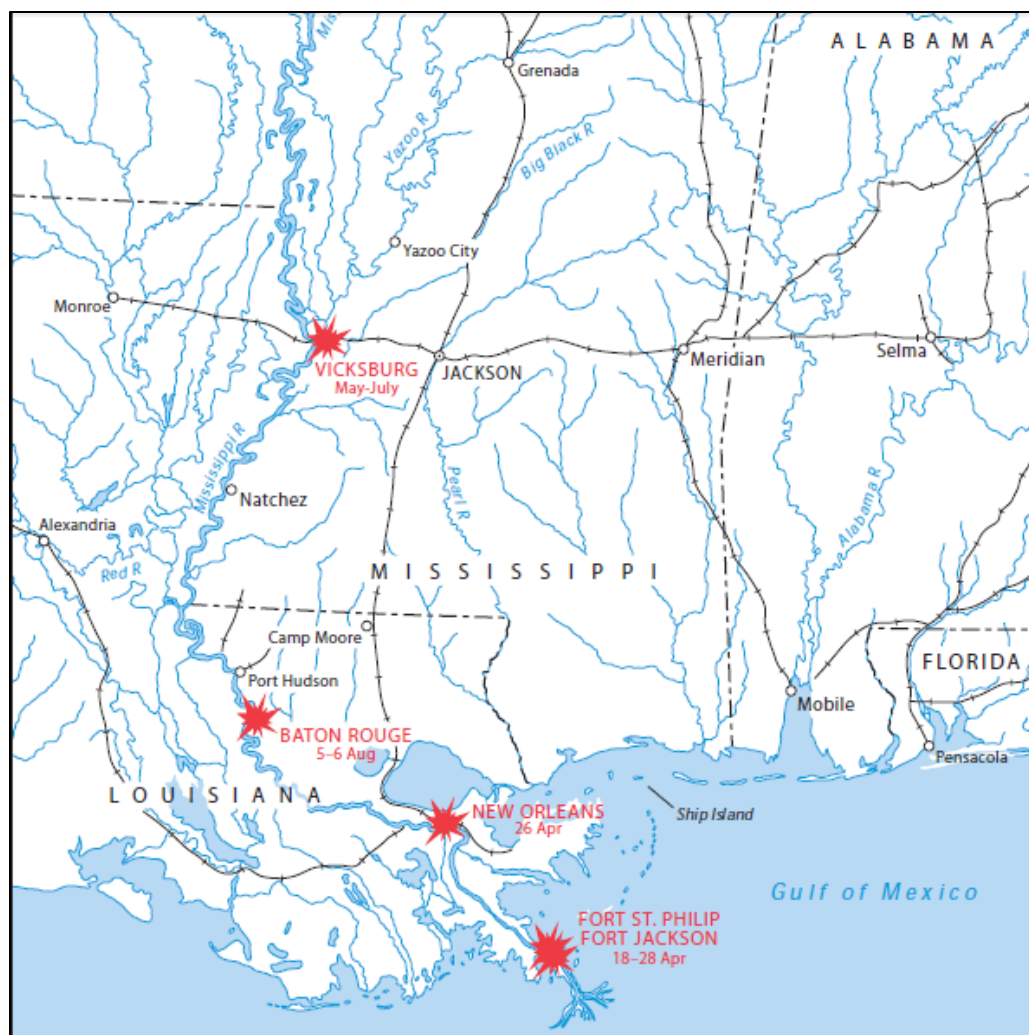 Miss
ALABAMA
Grenada
Yazoo R
Big Black R
Yazoo City
Monroe
VICKSBURG
May-July
JACKSON
Meridian
Selma
Mississippi R
Natchez
Pearl R
Alabama R
Alexandria
Red R
MISSISSIPPI
Camp Moore
Port Hudson
FLORIDA
Mobile
BATON ROUGE
5–6 Aug
Pensacola
LOUISIANA
NEW ORLEANS
26 Apr
Ship Island
Gulf of Mexico
FORT ST. PHILIP
FORT JACKSON
18–28 Apr